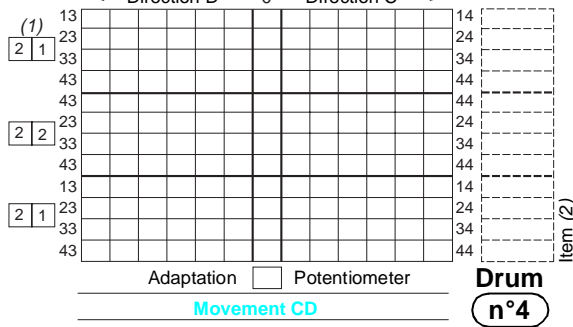 Direction D 0 Direction C
13 14
(1)
23 24
2 1
33 34
43 44
43 44
23 24
2 2
33 34
43 44
13 14
23 24
2 1
33 34
43 44
Item (2)
Adaptation Potentiometer
Drum
Movement CD
n°4